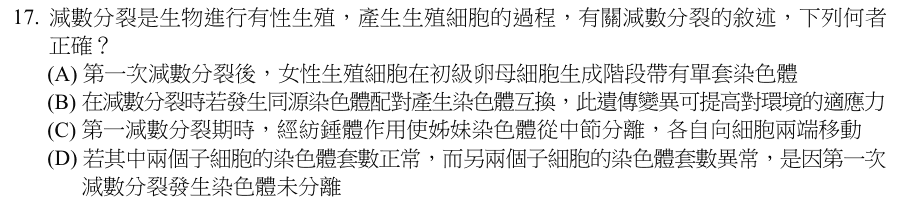 17. 減數分裂是生物進行有性生殖，產生生殖細胞的過程，有關減數分裂的敘述，下列何者
正確？
(A) 第一次減數分裂後，女性生殖細胞在初級卵母細胞生成階段帶有單套染色體
(B) 在減數分裂時若發生同源染色體配對產生染色體互換，此遺傳變異可提高對環境的適應力
(C) 第一減數分裂期時，經紡錘體作用使姊妹染色體從中節分離，各自向細胞兩端移動
(D) 若其中兩個子細胞的染色體套數正常，而另兩個子細胞的染色體套數異常，是因第一次
減數分裂發生染色體未分離